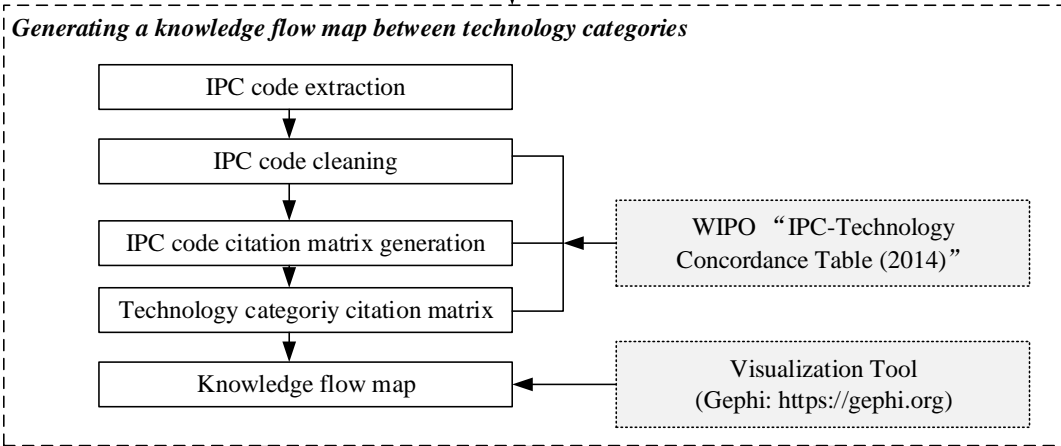 Generating a knowledge flow map between technology categories
IPC code extraction
IPC code cleaning
IPC code citation matrix generation
Technology categoriy citation matrix
Knowledge flow map
WIPO “IPC-Technology
Concordance Table (2014)”
Visualization Tool
(Gephi: https://gephi.org)